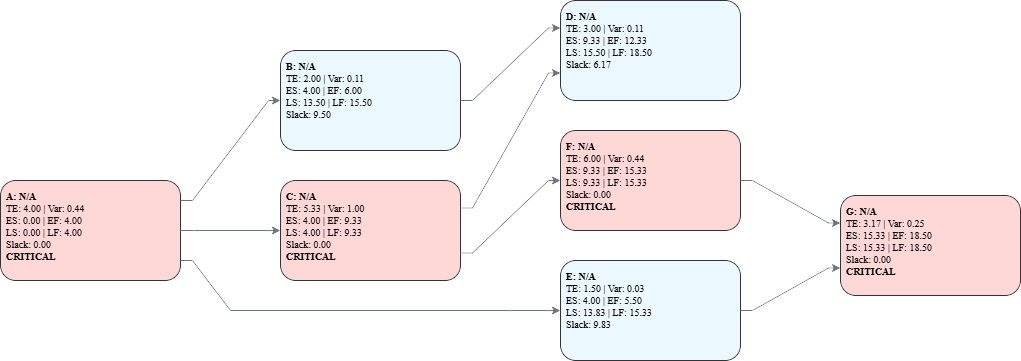 D: N/A
TE: 3.00 | Var: 0.11
ES: 9.33 | EF: 12.33
LS: 15.50 | LF: 18.50
Slack: 6.17
B: N/A
TE: 2.00 | Var: 0.11
ES: 4.00 | EF: 6.00
LS: 13.50 | LF: 15.50
Slack: 9.50
F: N/A
TE: 6.00 | Var: 0.44
ES: 9.33 | EF: 15.33
LS: 9.33 | LF: 15.33
Slack: 0.00
CRITICAL
A: N/A
TE: 4.00 | Var: 0.44
ES: 0.00 | EF: 4.00
LS: 0.00 | LF: 4.00
Slack: 0.00
CRITICAL
C: N/A
TE: 5.33 | Var: 1.00
ES: 4.00 | EF: 9.33
LS: 4.00 | LF: 9.33
Slack: 0.00
CRITICAL
G: N/A
TE: 3.17 | Var: 0.25
ES: 15.33 | EF: 18.50
LS: 15.33 | LF: 18.50
Slack: 0.00
CRITICAL
E: N/A
TE: 1.50 | Var: 0.03
ES: 4.00 | EF: 5.50
LS: 13.83 | LF: 15.33
Slack: 9.83